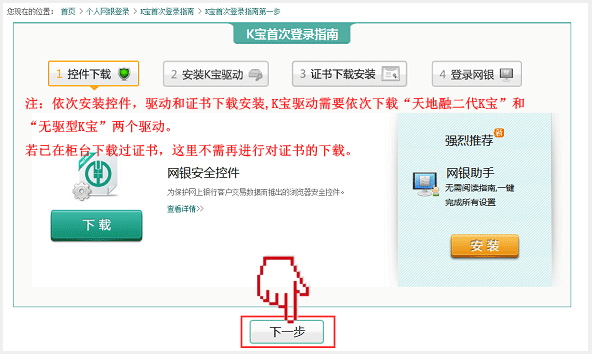 您现在的位置： 首页 > 个人网银登录 > K宝首次登录指南 > K宝首次登录指南第一步
K宝首次登录指南
1 控件下载
2 安装K宝驱动
3 证书下载安装
4 登录网银
注：依次安装控件，驱动和证书下载安装,K宝驱动需要依次下载“天地融二代K宝”和
“无驱型K宝”两个驱动。
若已在柜台下载过证书，这里不需再进行对证书的下载。
网银安全控件
为保护网上银行客户交易数据而推出的浏览器安全控件。
查看详情>>
下 载
强烈推荐 新
网银助手
无需阅读指南,一键
完成所有设置
安 装
下一步